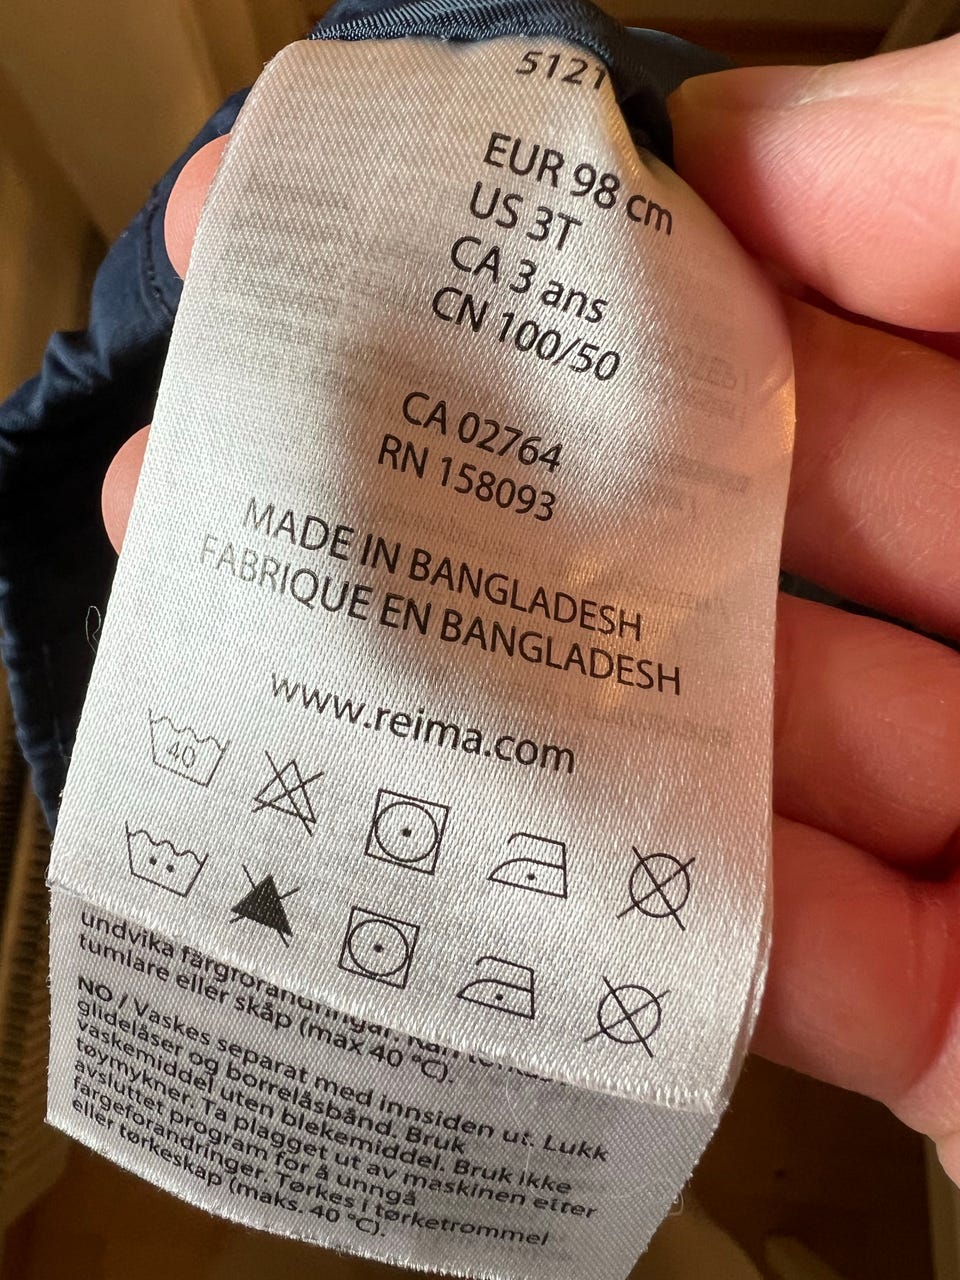 5121
EUR 98 cm
US 3T
CA 3 ans
CN 100/50
CA 02764
RN 158093
MADE IN BANGLADESH
FABRIQUE EN BANGLADESH
www.reima.com
40
undvika färgförändringar. Kan
tumlare eller skåp (max 40 °C).
NO / Vaskes separat med innsiden ut. Lukk
glidelåser og borrelåsbånd. Bruk
vaskemiddel uten blekemiddel. Bruk ikke
tøymykner. Ta plagget ut av maskinen etter
avsluttet program for å unngå
fargeforandringer. Tørkes i tørketrommel
eller tørkeskap (maks. 40 °C).